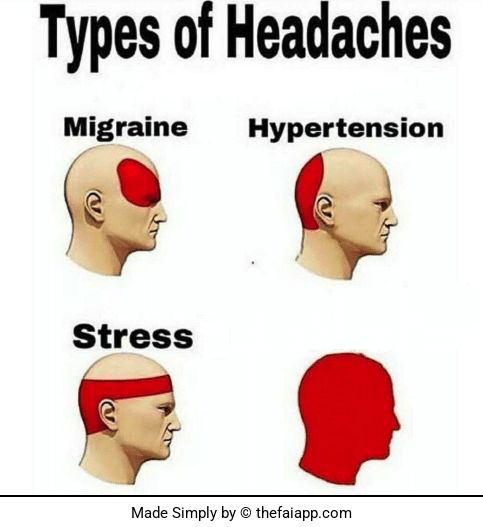 Types of Headaches
Migraine
Hypertension
Stress
Made Simply by © thefaiapp.com